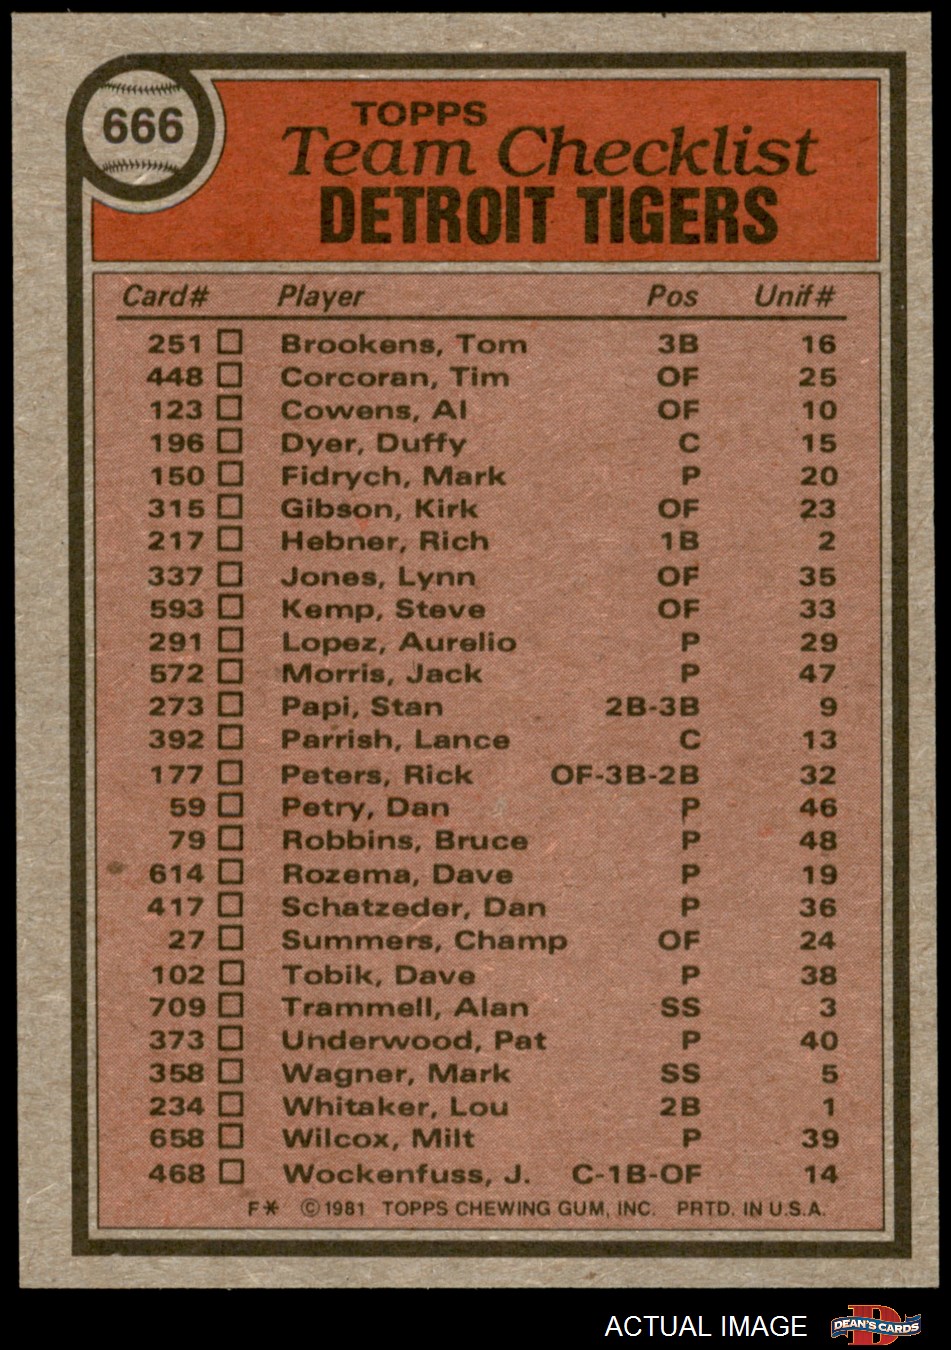 666
TOPPS
Team Checklist
DETROIT TIGERS
Card# Player Pos Unif#
251 Brookens, Tom 3B 16
448 Corcoran, Tim OF 25
123 Cowens, Al OF 10
196 Dyer, Duffy C 15
150 Fidrych, Mark P 20
315 Gibson, Kirk OF 23
217 Hebner, Rich 1B 2
337 Jones, Lynn OF 35
593 Kemp, Steve OF 33
291 Lopez, Aurelio P 29
572 Morris, Jack P 47
273 Papi, Stan 2B-3B 9
392 Parrish, Lance C 13
177 Peters, Rick OF-3B-2B 32
59 Petry, Dan P 46
79 Robbins, Bruce P 48
614 Rozema, Dave P 19
417 Schatzeder, Dan P 36
27 Summers, Champ OF 24
102 Tobik, Dave P 38
709 Trammell, Alan SS 3
373 Underwood, Pat P 40
358 Wagner, Mark SS 5
234 Whitaker, Lou 2B 1
658 Wilcox, Milt P 39
468 Wockenfuss, J. C-1B-OF 14
F* ©1981 TOPPS CHEWING GUM, INC. PRTD. IN U.S.A.
ACTUAL IMAGE
D
DEAN'S CARDS